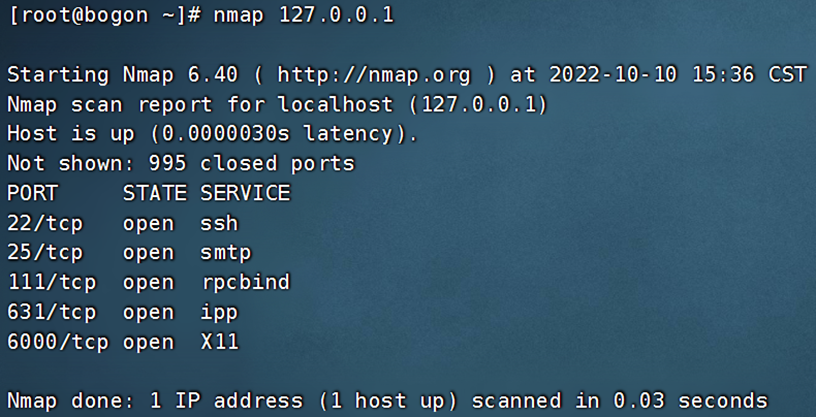 [root@bogon ~]# nmap 127.0.0.1
Starting Nmap 6.40 ( http://nmap.org ) at 2022-10-10 15:36 CST
Nmap scan report for localhost (127.0.0.1)
Host is up (0.0000030s latency).
Not shown: 995 closed ports
PORT     STATE SERVICE
22/tcp   open  ssh
25/tcp   open  smtp
111/tcp  open  rpcbind
631/tcp  open  ipp
6000/tcp open  X11
Nmap done: 1 IP address (1 host up) scanned in 0.03 seconds